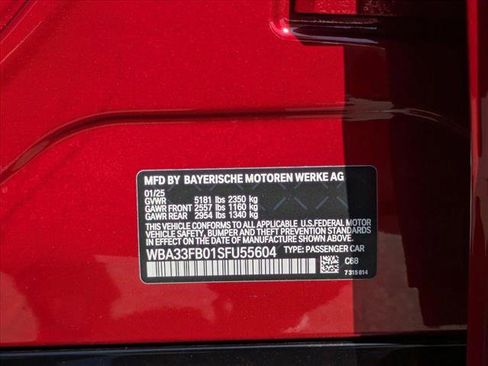 MFD BY BAYERISCHE MOTOREN WERKE AG
01/25
GVWR 5181 lbs 2350 kg
GAWR FRONT 2557 lbs 1160 kg
GAWR REAR 2954 lbs 1340 kg
THIS VEHICLE CONFORMS TO ALL APPLICABLE U.S.FEDERAL MOTOR
VEHICLE SAFETY, BUMPER AND THEFT PREVENTION STANDARDS
IN EFFECT ON THE DATE OF MANUFACTURE SHOWN ABOVE.
WBA33FB01SFU55604 TYPE: PASSENGER CAR
C68
7315814